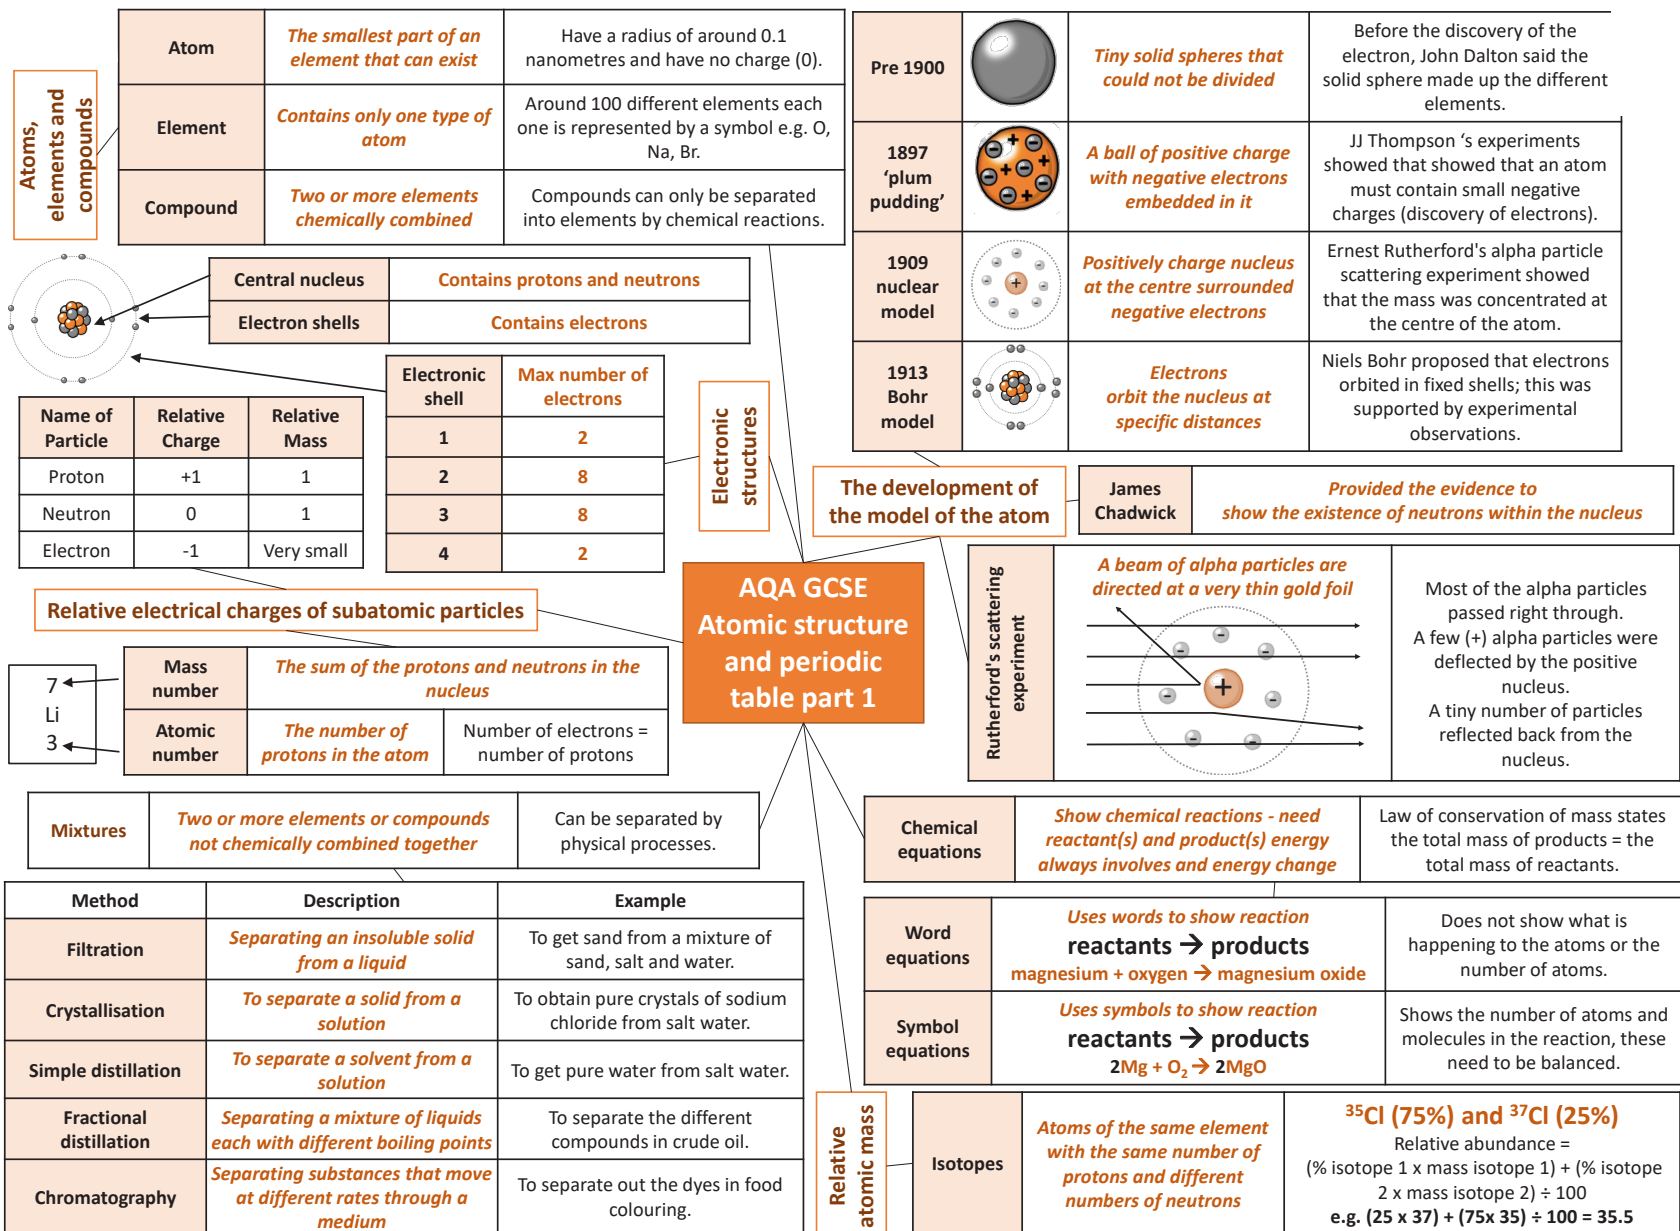 Atoms,
elements and
compounds
Atom
The smallest part of an
element that can exist
Have a radius of around 0.1
nanometres and have no charge (0).
Element
Contains only one type of
atom
Around 100 different elements each
one is represented by a symbol e.g. O,
Na, Br.
Compound
Two or more elements
chemically combined
Compounds can only be separated
into elements by chemical reactions.
Central nucleus
Contains protons and neutrons
Electron shells
Contains electrons
Electronic
shell
Max number of
electrons
1
2
2
8
3
8
4
2
Electronic
structures
Name of
Particle
Relative
Charge
Relative
Mass
Proton
+1
1
Neutron
0
1
Electron
-1
Very small
Relative electrical charges of subatomic particles
7
Li
3
Mass
number
The sum of the protons and neutrons in the
nucleus
Atomic
number
The number of
protons in the atom
Number of electrons =
number of protons
AQA GCSE
Atomic structure
and periodic
table part 1
Pre 1900
Tiny solid spheres that
could not be divided
Before the discovery of the
electron, John Dalton said the
solid sphere made up the different
elements.
1897
‘plum
pudding’
A ball of positive charge
with negative electrons
embedded in it
JJ Thompson ‘s experiments
showed that showed that an atom
must contain small negative
charges (discovery of electrons).
1909
nuclear
model
Positively charge nucleus
at the centre surrounded
negative electrons
Ernest Rutherford's alpha particle
scattering experiment showed
that the mass was concentrated at
the centre of the atom.
1913
Bohr
model
Electrons
orbit the nucleus at
specific distances
Niels Bohr proposed that electrons
orbited in fixed shells; this was
supported by experimental
observations.
The development of
the model of the atom
James
Chadwick
Provided the evidence to
show the existence of neutrons within the nucleus
Rutherford's scattering
experiment
A beam of alpha particles are
directed at a very thin gold foil
Most of the alpha particles
passed right through.
A few (+) alpha particles were
deflected by the positive
nucleus.
A tiny number of particles
reflected back from the
nucleus.
Mixtures
Two or more elements or compounds
not chemically combined together
Can be separated by
physical processes.
Method
Description
Example
Filtration
Separating an insoluble solid
from a liquid
To get sand from a mixture of
sand, salt and water.
Crystallisation
To separate a solid from a
solution
To obtain pure crystals of sodium
chloride from salt water.
Simple distillation
To separate a solvent from a
solution
To get pure water from salt water.
Fractional
distillation
Separating a mixture of liquids
each with different boiling points
To separate the different
compounds in crude oil.
Chromatography
Separating substances that move
at different rates through a
medium
To separate out the dyes in food
colouring.
Chemical
equations
Show chemical reactions - need
reactant(s) and product(s) energy
always involves and energy change
Law of conservation of mass states
the total mass of products = the
total mass of reactants.
Word
equations
Uses words to show reaction
reactants → products
magnesium + oxygen → magnesium oxide
Does not show what is
happening to the atoms or the
number of atoms.
Symbol
equations
Uses symbols to show reaction
reactants → products
2Mg + O₂ → 2MgO
Shows the number of atoms and
molecules in the reaction, these
need to be balanced.
Relative
atomic mass
Isotopes
Atoms of the same element
with the same number of
protons and different
numbers of neutrons
³⁵Cl (75%) and ³⁷Cl (25%)
Relative abundance =
(% isotope 1 x mass isotope 1) + (% isotope
2 x mass isotope 2) ÷ 100
e.g. (25 x 37) + (75x 35) ÷ 100 = 35.5